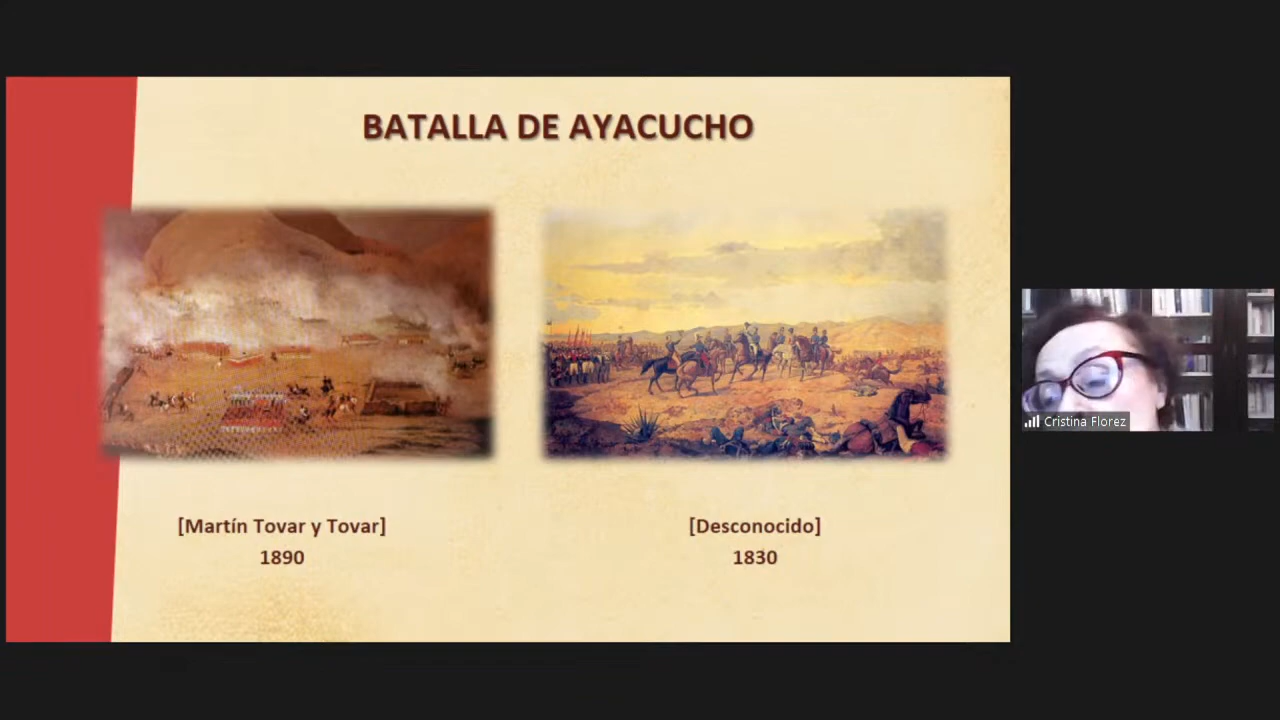 BATALLA DE AYACUCHO
[Martín Tovar y Tovar]
1890
[Desconocido]
1830
Cristina Florez